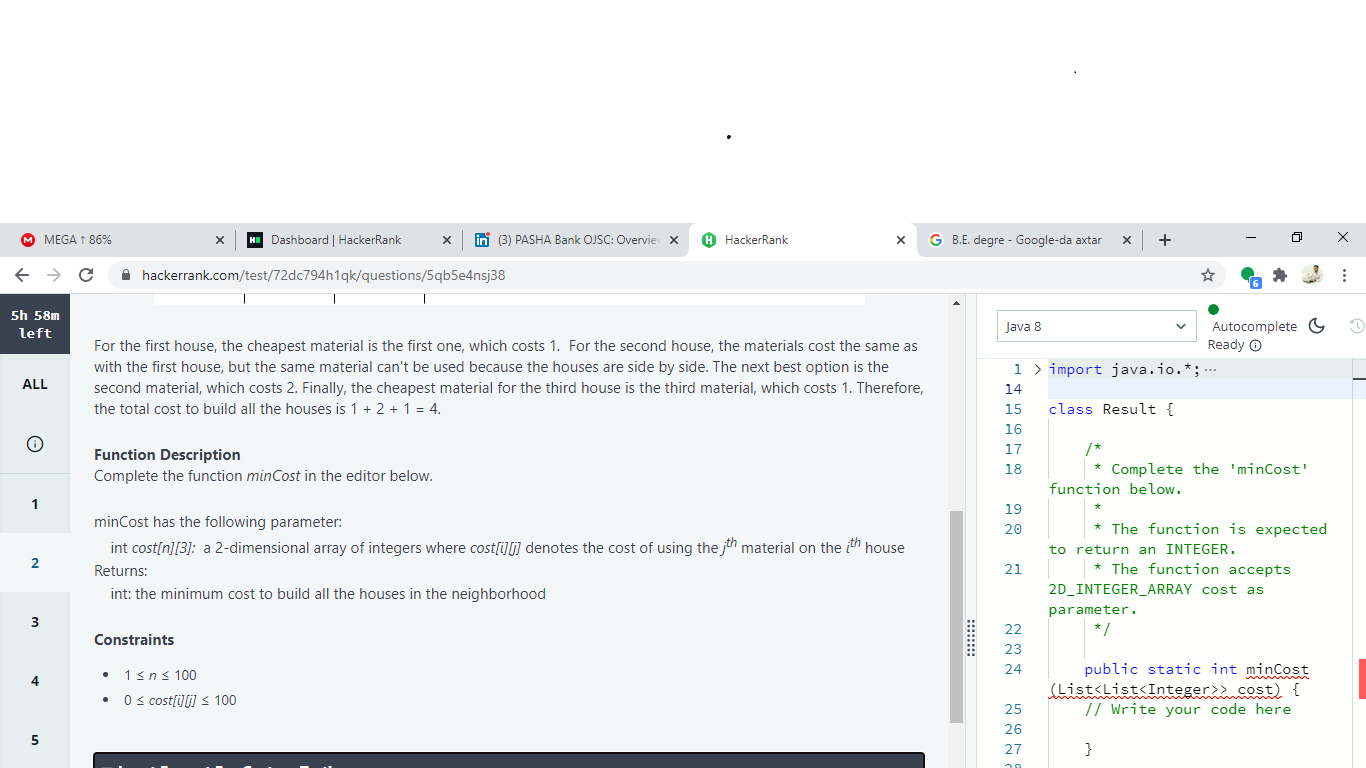 MEGA ↑ 86%
Dashboard | HackerRank
(3) PASHA Bank OJSC: Overview
HackerRank
B.E. degre - Google-da axtar
hackerrank.com/test/72dc794h1qk/questions/5qb5e4nsj38
6
5h 58m
left
ALL
1
2
3
4
5
For the first house, the cheapest material is the first one, which costs 1.  For the second house, the materials cost the same as
with the first house, but the same material can't be used because the houses are side by side. The next best option is the
second material, which costs 2. Finally, the cheapest material for the third house is the third material, which costs 1. Therefore,
the total cost to build all the houses is 1 + 2 + 1 = 4.
Function Description
Complete the function minCost in the editor below.
minCost has the following parameter:
int cost[n][3]:  a 2-dimensional array of integers where cost[i][j] denotes the cost of using the jth material on the ith house
Returns:
int: the minimum cost to build all the houses in the neighborhood
Constraints
• 1 ≤ n ≤ 100
• 0 ≤ cost[i][j] ≤ 100
Java 8
Autocomplete
Ready
1 import java.io.*; ···
14
15 class Result {
16
17 /*
18 * Complete the 'minCost'
function below.
19 *
20 * The function is expected
to return an INTEGER.
21 * The function accepts
2D_INTEGER_ARRAY cost as
parameter.
22 */
23
24 public static int minCost
(List<List<Integer>> cost) {
25 // Write your code here
26
27 }